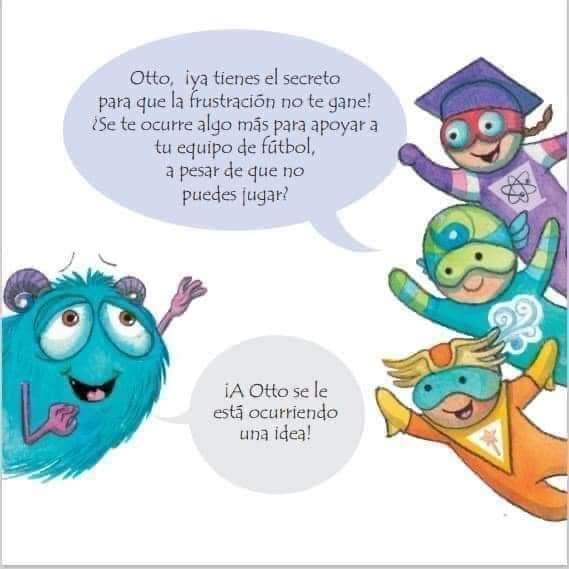 Otto, ¡ya tienes el secreto
para que la frustración no te gane!
¿Se te ocurre algo más para apoyar a
tu equipo de fútbol,
a pesar de que no
puedes jugar?
¡A Otto se le
está ocurriendo
una idea!